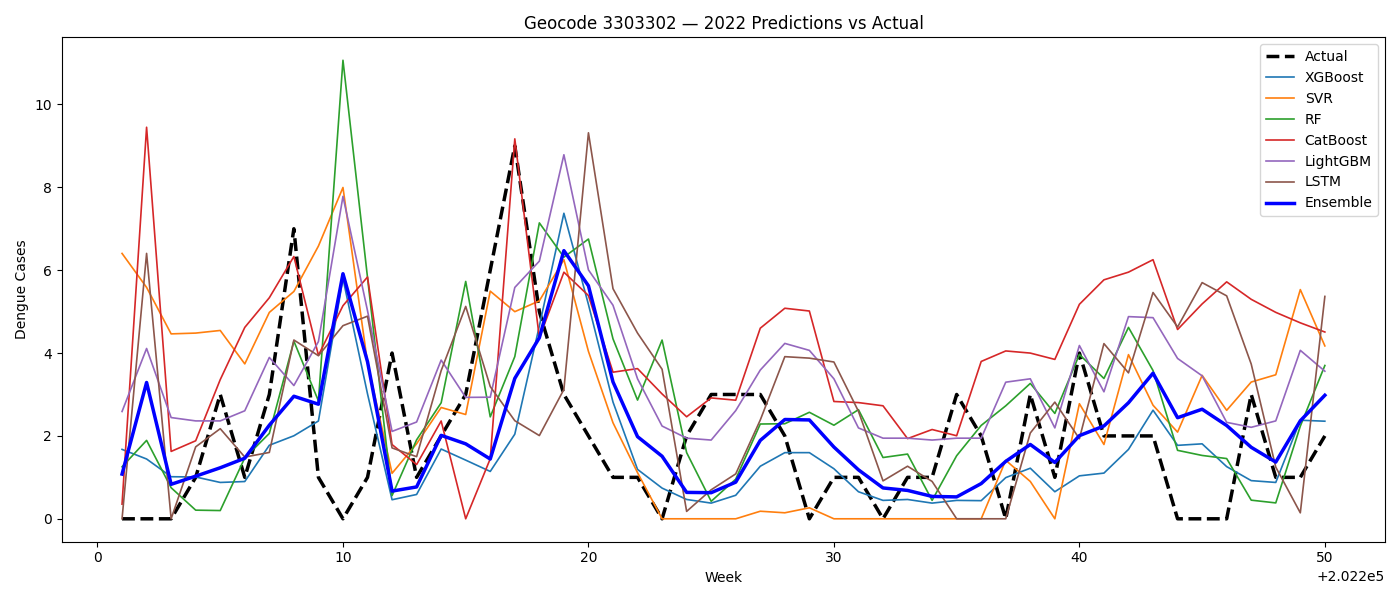 Geocode 3303302 — 2022 Predictions vs Actual
Dengue Cases
10
8
6
4
2
0
Actual
XGBoost
SVR
RF
CatBoost
LightGBM
LSTM
Ensemble
0 10 20 30 40 50
Week
+2.022e5